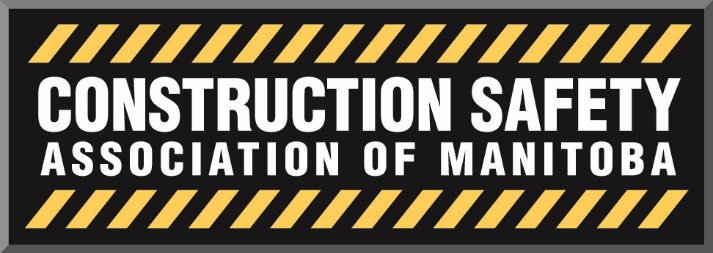 CONSTRUCTION SAFETY
ASSOCIATION OF MANITOBA